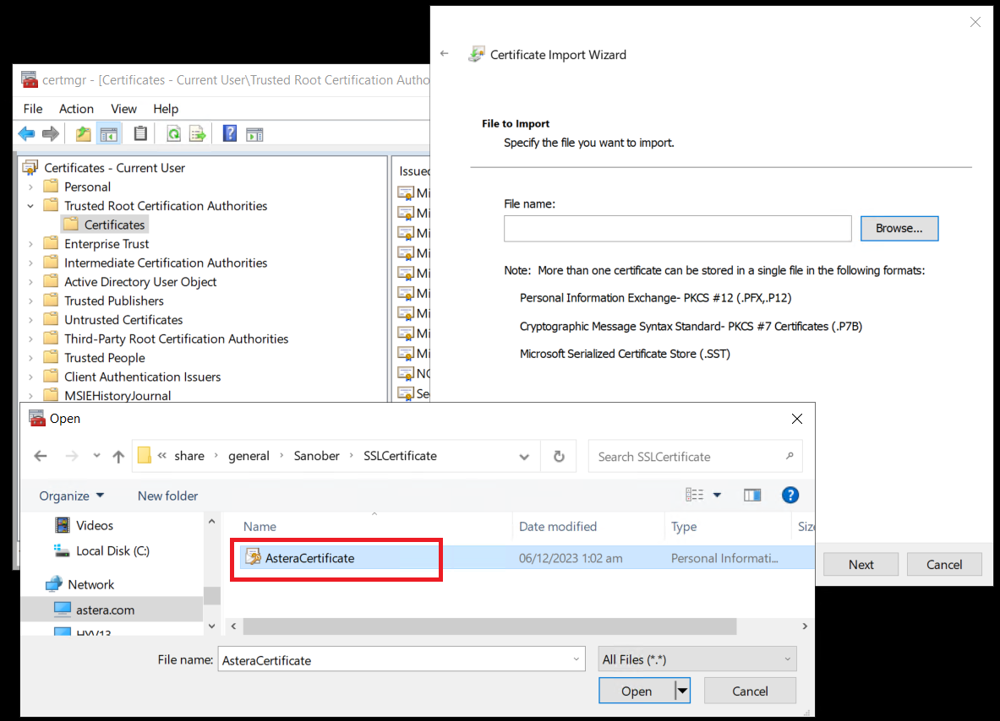 certmgr - [Certificates - Current User\Trusted Root Certification Autho
File Action View Help
Certificates - Current User
Personal
Trusted Root Certification Authorities
Certificates
Enterprise Trust
Intermediate Certification Authorities
Active Directory User Object
Trusted Publishers
Untrusted Certificates
Third-Party Root Certification Authorities
Trusted People
Client Authentication Issuers
MSIEHistoryJournal
Issued
Mi
Mi
Mi
Mi
Mi
Mi
Mi
Mi
Mi
NO
Se
Certificate Import Wizard
File to Import
Specify the file you want to import.
File name:
Browse...
Note: More than one certificate can be stored in a single file in the following formats:
Personal Information Exchange- PKCS #12 (.PFX,.P12)
Cryptographic Message Syntax Standard- PKCS #7 Certificates (.P7B)
Microsoft Serialized Certificate Store (.SST)
Next Cancel
Open
« share › general › Sanober › SSLCertificate
Search SSLCertificate
Organize New folder
Videos
Local Disk (C:)
Network
astera.com
HYV13
Name Date modified Type Size
AsteraCertificate 06/12/2023 1:02 am Personal Informati...
File name: AsteraCertificate All Files (*.*)
Open Cancel